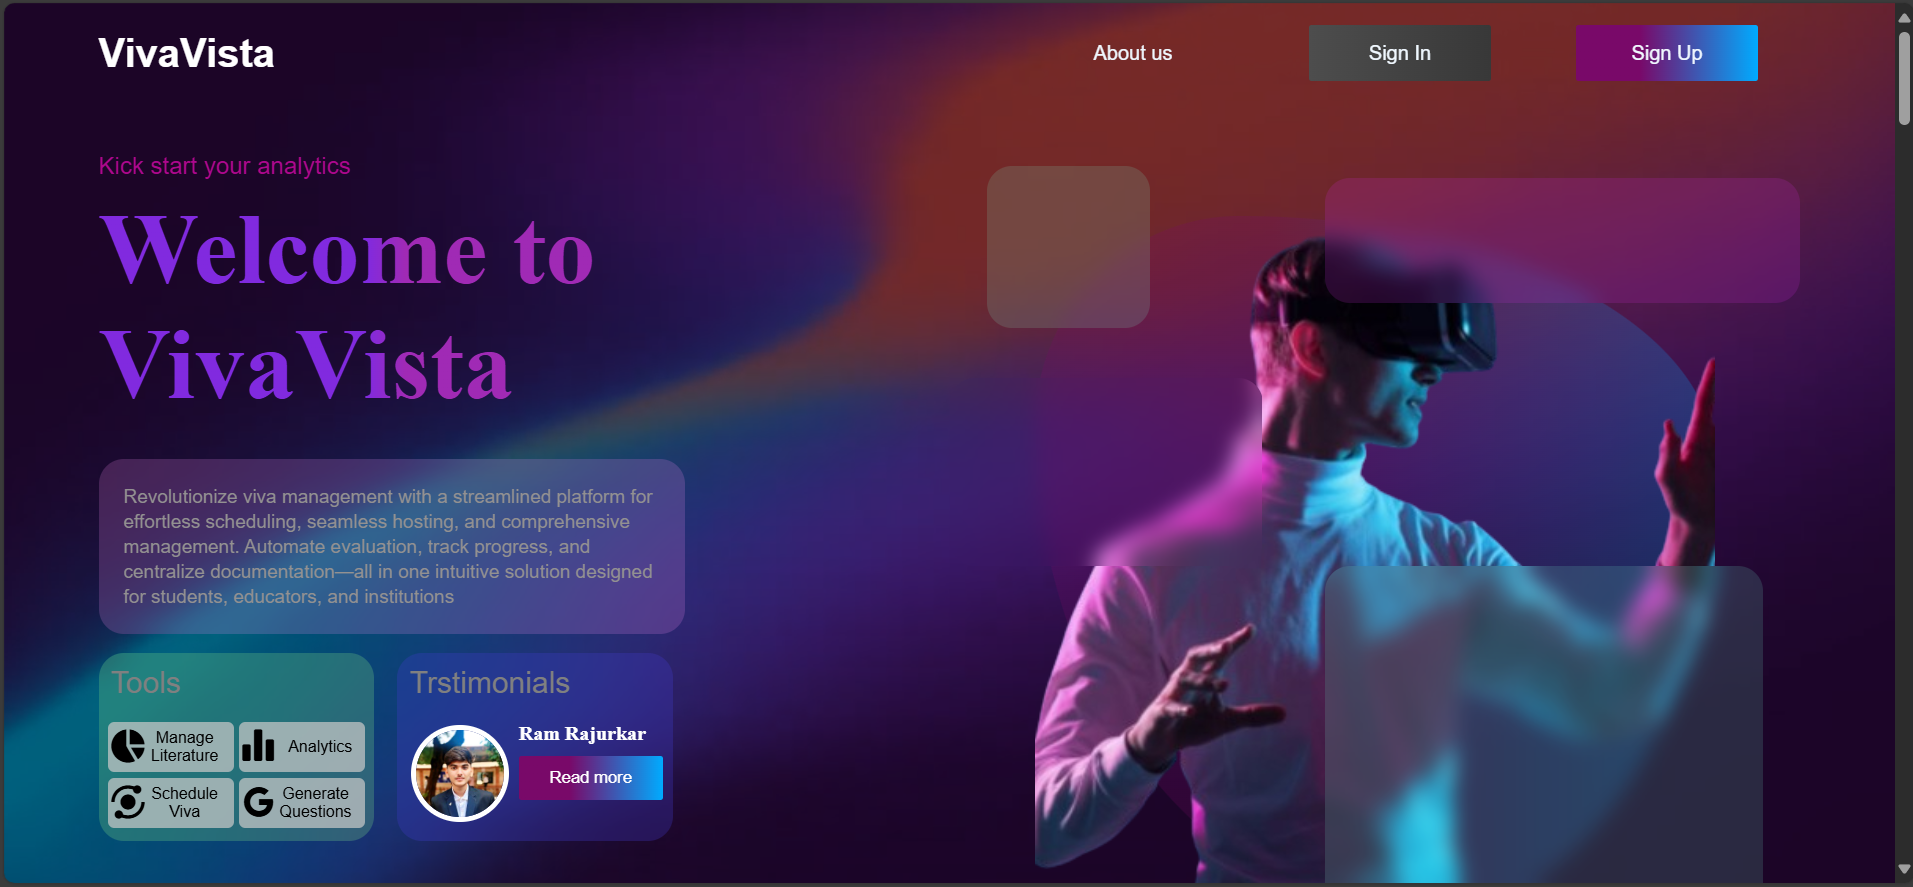 VivaVista
About us
Sign In
Sign Up
Kick start your analytics
Welcome to
VivaVista
Revolutionize viva management with a streamlined platform for
effortless scheduling, seamless hosting, and comprehensive
management. Automate evaluation, track progress, and
centralize documentation—all in one intuitive solution designed
for students, educators, and institutions
Tools
Manage
Literature
Analytics
Schedule
Viva
Generate
Questions
Trstimonials
Ram Rajurkar
Read more